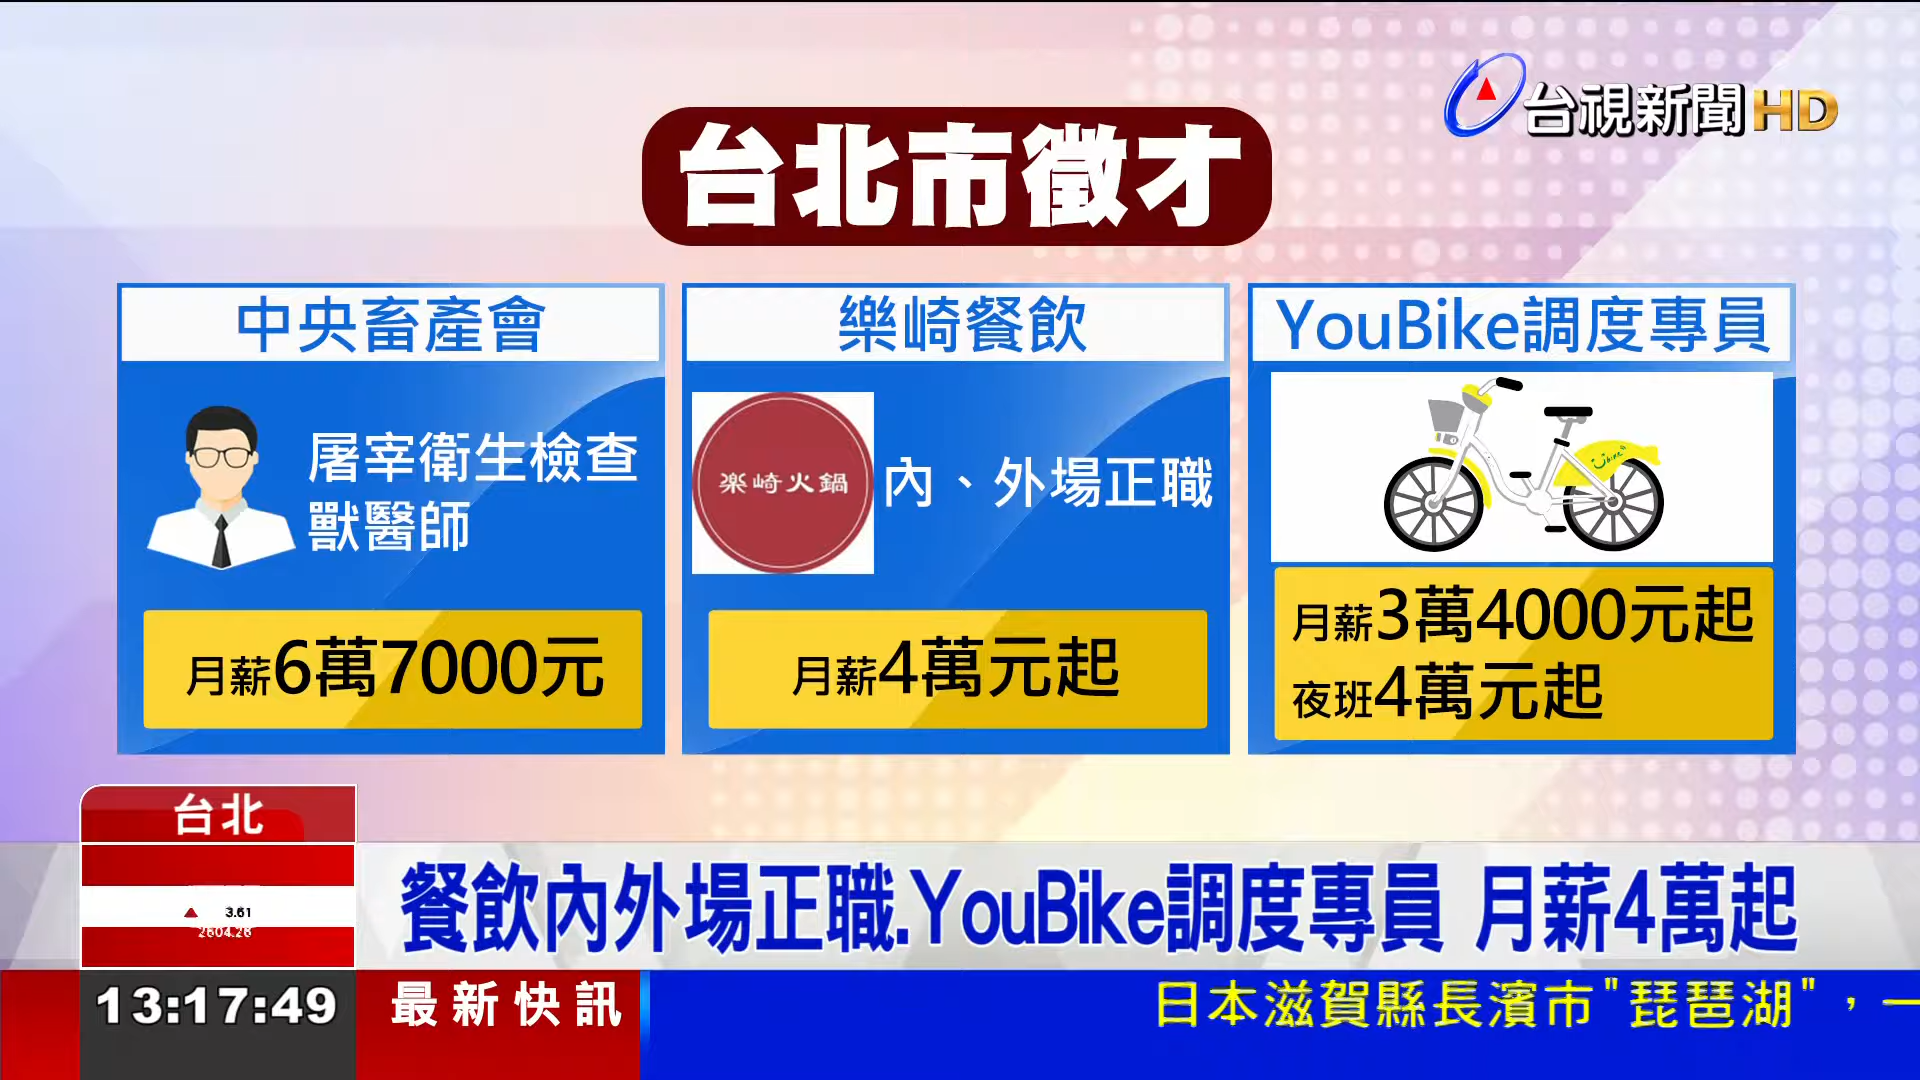 台視新聞HD
台北市徵才
中央畜產會
屠宰衛生檢查
獸醫師
月薪6萬7000元
樂崎餐飲
楽崎火鍋
內、外場正職
月薪4萬元起
YouBike調度專員
Ubike
月薪3萬4000元起
夜班4萬元起
台北
▲ 3.61
餐飲內外場正職.YouBike調度專員 月薪4萬起
13:17:49
最新快訊
日本滋賀縣長濱市"琵琶湖"，一